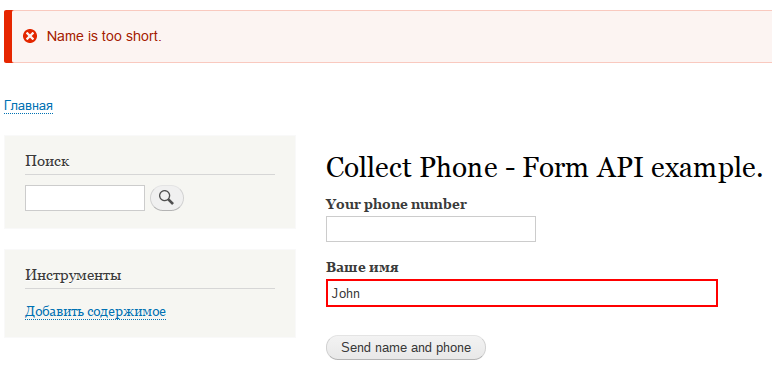 Name is too short.
Главная
Поиск
Инструменты
Добавить содержимое
Collect Phone - Form API example.
Your phone number
Ваше имя
John
Send name and phone